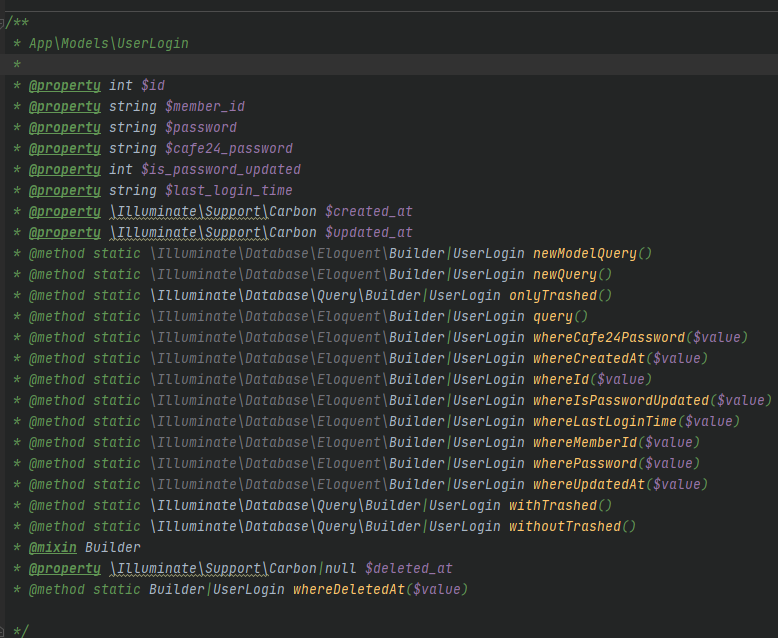 /**
* App\Models\UserLogin
*
* @property int $id
* @property string $member_id
* @property string $password
* @property string $cafe24_password
* @property int $is_password_updated
* @property string $last_login_time
* @property \Illuminate\Support\Carbon $created_at
* @property \Illuminate\Support\Carbon $updated_at
* @method static \Illuminate\Database\Eloquent\Builder|UserLogin newModelQuery()
* @method static \Illuminate\Database\Eloquent\Builder|UserLogin newQuery()
* @method static \Illuminate\Database\Query\Builder|UserLogin onlyTrashed()
* @method static \Illuminate\Database\Eloquent\Builder|UserLogin query()
* @method static \Illuminate\Database\Eloquent\Builder|UserLogin whereCafe24Password($value)
* @method static \Illuminate\Database\Eloquent\Builder|UserLogin whereCreatedAt($value)
* @method static \Illuminate\Database\Eloquent\Builder|UserLogin whereId($value)
* @method static \Illuminate\Database\Eloquent\Builder|UserLogin whereIsPasswordUpdated($value)
* @method static \Illuminate\Database\Eloquent\Builder|UserLogin whereLastLoginTime($value)
* @method static \Illuminate\Database\Eloquent\Builder|UserLogin whereMemberId($value)
* @method static \Illuminate\Database\Eloquent\Builder|UserLogin wherePassword($value)
* @method static \Illuminate\Database\Eloquent\Builder|UserLogin whereUpdatedAt($value)
* @method static \Illuminate\Database\Query\Builder|UserLogin withTrashed()
* @method static \Illuminate\Database\Query\Builder|UserLogin withoutTrashed()
* @mixin Builder
* @property \Illuminate\Support\Carbon|null $deleted_at
* @method static Builder|UserLogin whereDeletedAt($value)
*/